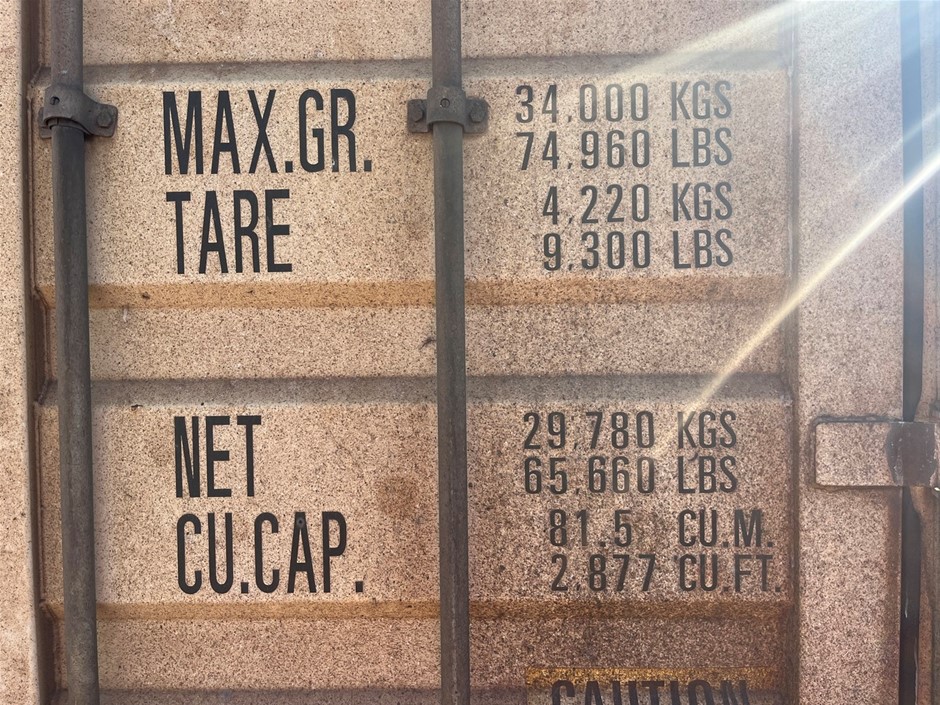 MAX.GR. 34,000 KGS
74,960 LBS
TARE 4,220 KGS
9,300 LBS
NET 29,780 KGS
65,660 LBS
CU.CAP. 81.5 CU.M.
2,877 CU.FT.
CAUTION